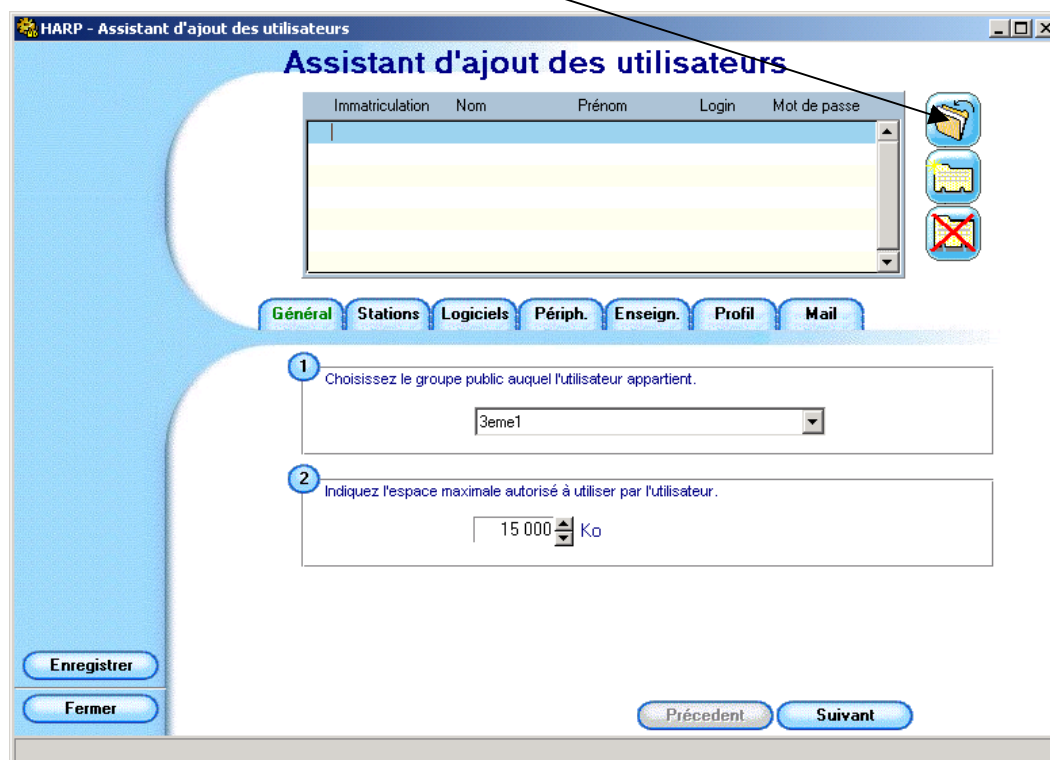 HARP - Assistant d'ajout des utilisateurs
Assistant d'ajout des utilisateurs
Immatriculation Nom Prénom Login Mot de passe
Général Stations Logiciels Périph. Enseign. Profil Mail
1
Choisissez le groupe public auquel l'utilisateur appartient.
3eme1
2
Indiquez l'espace maximale autorisé à utiliser par l'utilisateur.
15 000 Ko
Enregistrer
Fermer
Précedent Suivant